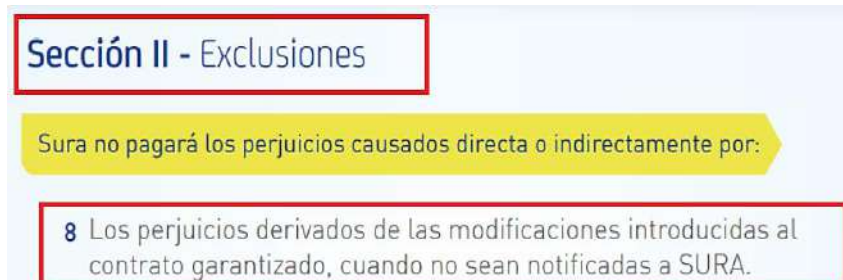 Sección II - Exclusiones
Sura no pagará los perjuicios causados directa o indirectamente por:
8 Los perjuicios derivados de las modificaciones introducidas al
contrato garantizado, cuando no sean notificadas a SURA.